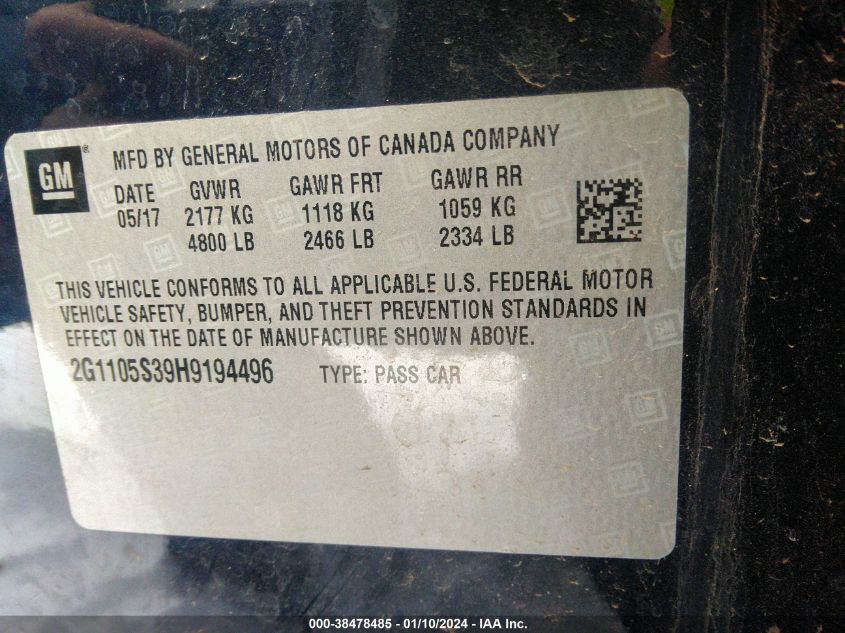 GM®
MFD BY GENERAL MOTORS OF CANADA COMPANY
DATE GVWR GAWR FRT GAWR RR
05/17 2177 KG 1118 KG 1059 KG
4800 LB 2466 LB 2334 LB
THIS VEHICLE CONFORMS TO ALL APPLICABLE U.S. FEDERAL MOTOR
VEHICLE SAFETY, BUMPER, AND THEFT PREVENTION STANDARDS IN
EFFECT ON THE DATE OF MANUFACTURE SHOWN ABOVE.
2G1105S39H9194496 TYPE: PASS CAR
000-38478485 - 01/10/2024 - IAA Inc.